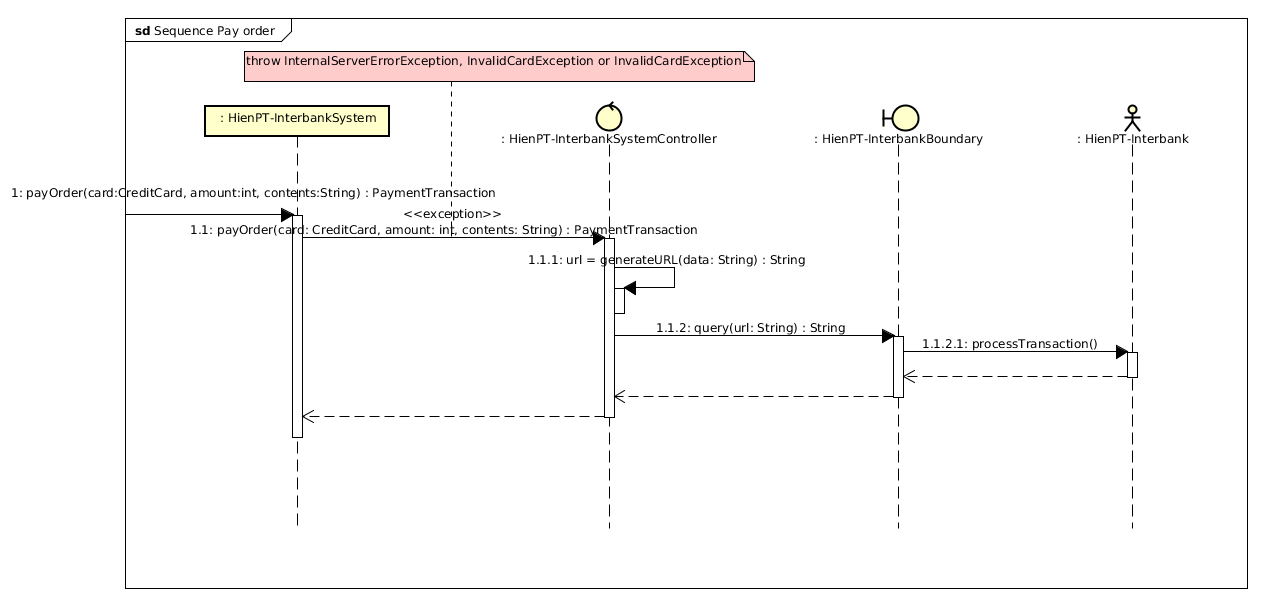 sd Sequence Pay order
throw InternalServerErrorException, InvalidCardException or InvalidCardException
: HienPT-InterbankSystem
: HienPT-InterbankSystemController
: HienPT-InterbankBoundary
: HienPT-Interbank
1: payOrder(card:CreditCard, amount:int, contents:String) : PaymentTransaction
<<exception>>
1.1: payOrder(card: CreditCard, amount: int, contents: String) : PaymentTransaction
1.1.1: url = generateURL(data: String) : String
1.1.2: query(url: String) : String
1.1.2.1: processTransaction()